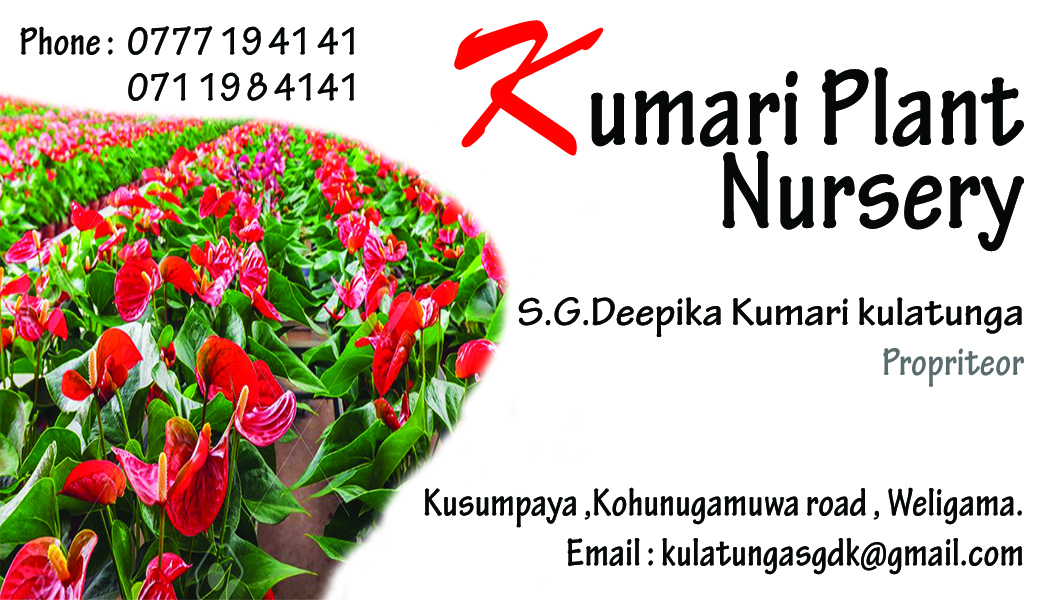 Phone : 0777 19 41 41
071 19 8 4141
Kumari Plant
Nursery
S.G.Deepika Kumari kulatunga
Propriteor
Kusumpaya ,Kohunugamuwa road , Weligama.
Email : kulatungasgdk@gmail.com